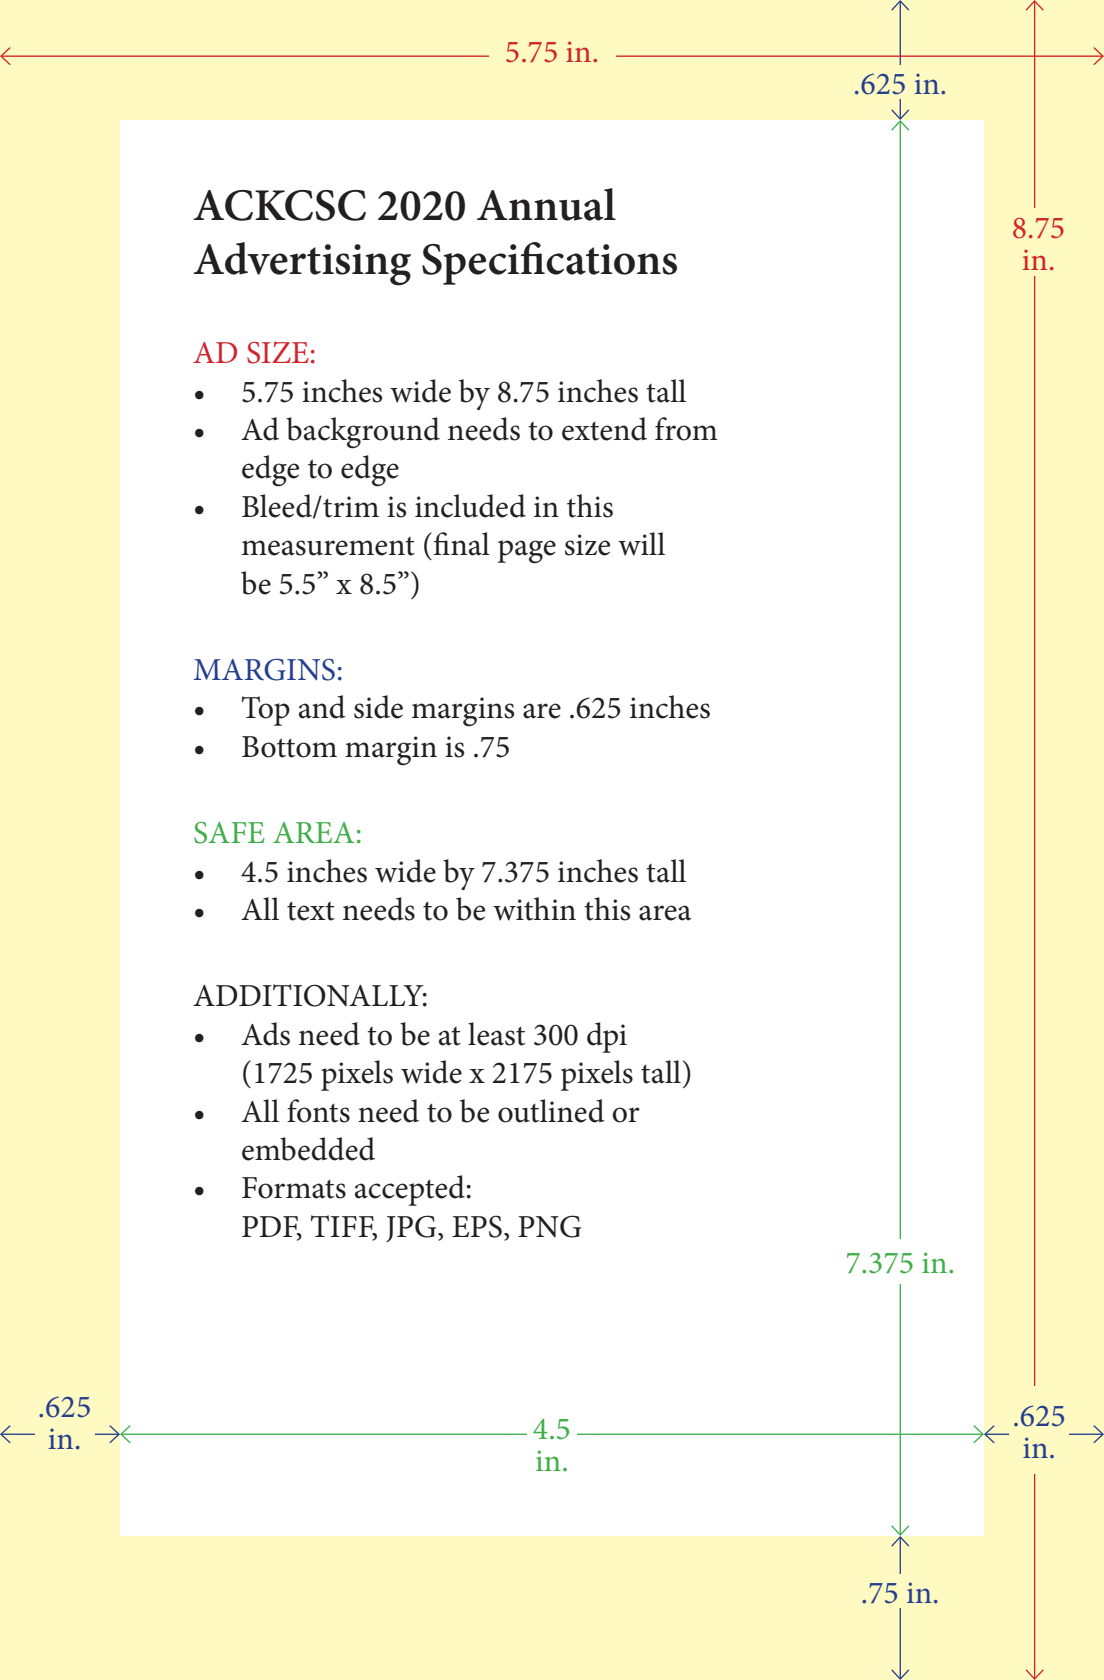 5.75 in.
.625 in.
8.75
in.
ACKCSC 2020 Annual
Advertising Specifications
AD SIZE:
• 5.75 inches wide by 8.75 inches tall
• Ad background needs to extend from
edge to edge
• Bleed/trim is included in this
measurement (final page size will
be 5.5” x 8.5”)
MARGINS:
• Top and side margins are .625 inches
• Bottom margin is .75
SAFE AREA:
• 4.5 inches wide by 7.375 inches tall
• All text needs to be within this area
ADDITIONALLY:
• Ads need to be at least 300 dpi
(1725 pixels wide x 2175 pixels tall)
• All fonts need to be outlined or
embedded
• Formats accepted:
PDF, TIFF, JPG, EPS, PNG
7.375 in.
.625
in.
4.5
in.
.625
in.
.75 in.